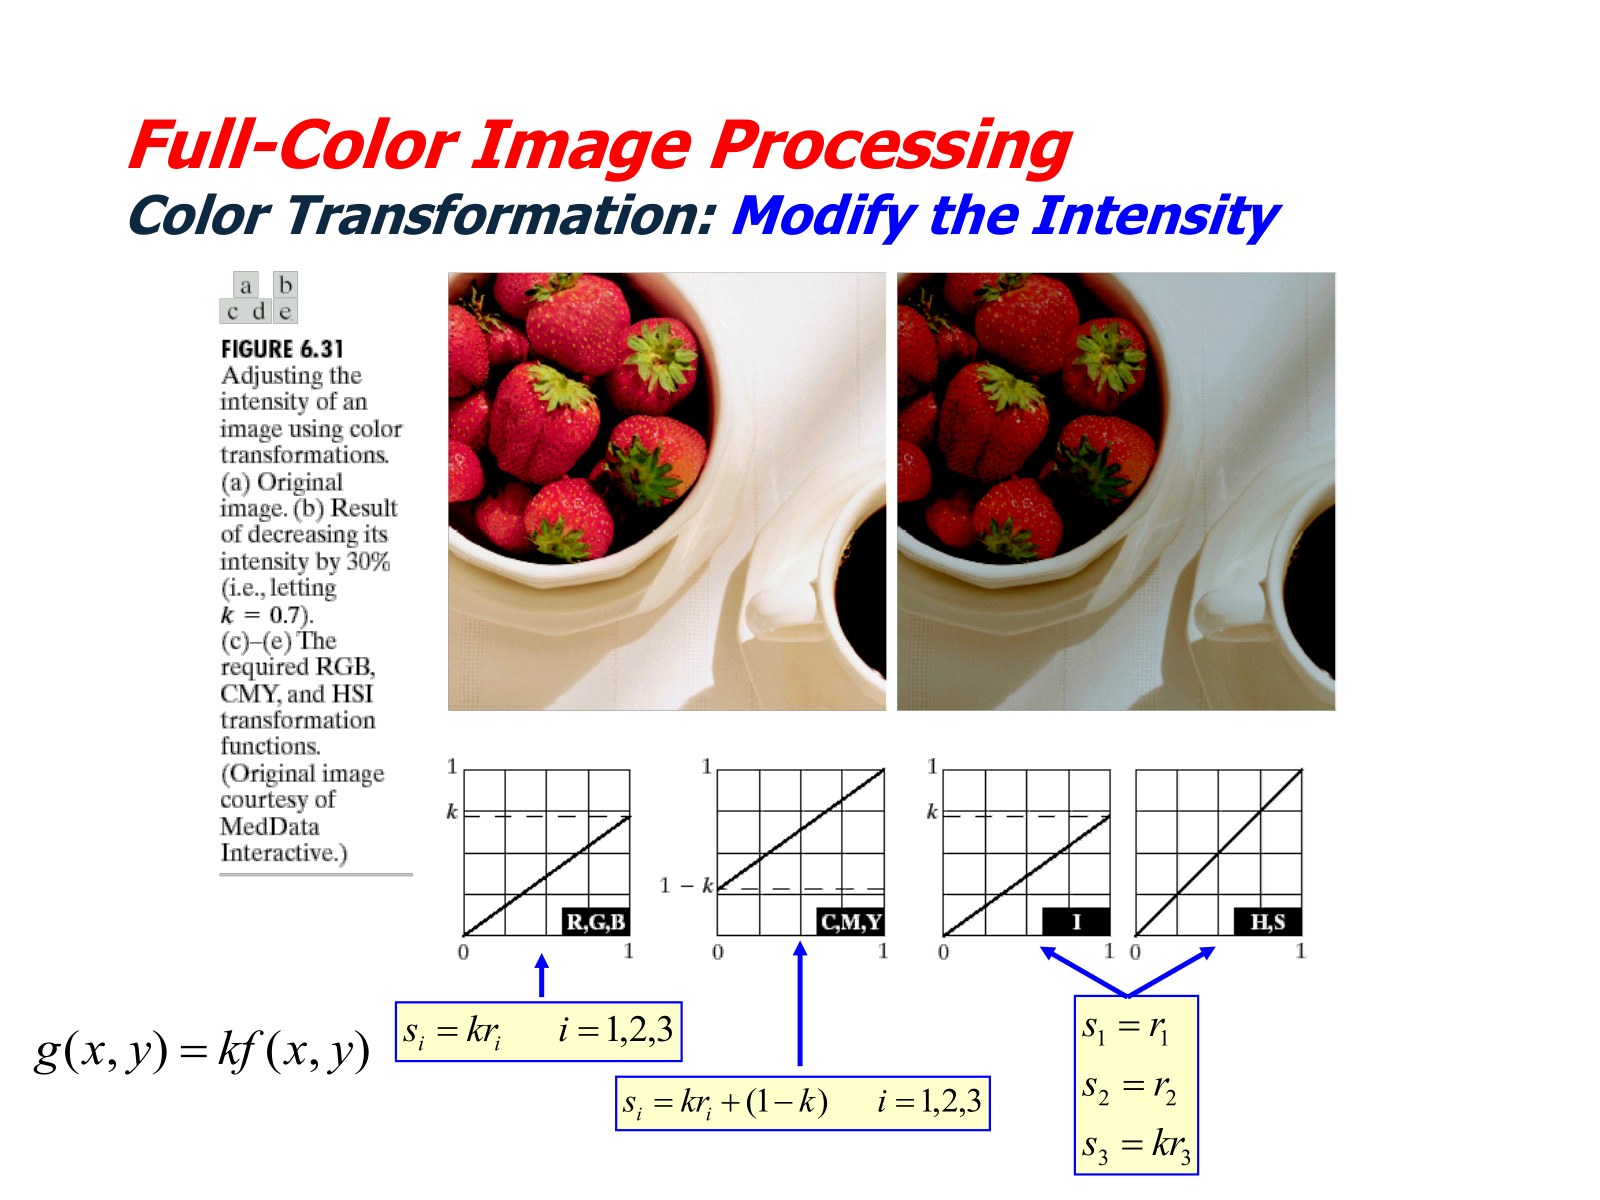 Full-Color Image Processing
Color Transformation: Modify the Intensity
a b
c d e
FIGURE 6.31
Adjusting the
intensity of an
image using color
transformations.
(a) Original
image. (b) Result
of decreasing its
intensity by 30%
(i.e., letting
k = 0.7).
(c)–(e) The
required RGB,
CMY, and HSI
transformation
functions.
(Original image
courtesy of
MedData
Interactive.)
1
k
R,G,B
0 1
1
1 – k
C,M,Y
0 1
1
k
I
0 1
H,S
0 1
g(x, y) = kf(x, y)
s_i = kr_i i = 1,2,3
s_i = kr_i + (1 − k) i = 1,2,3
s_1 = r_1
s_2 = r_2
s_3 = kr_3